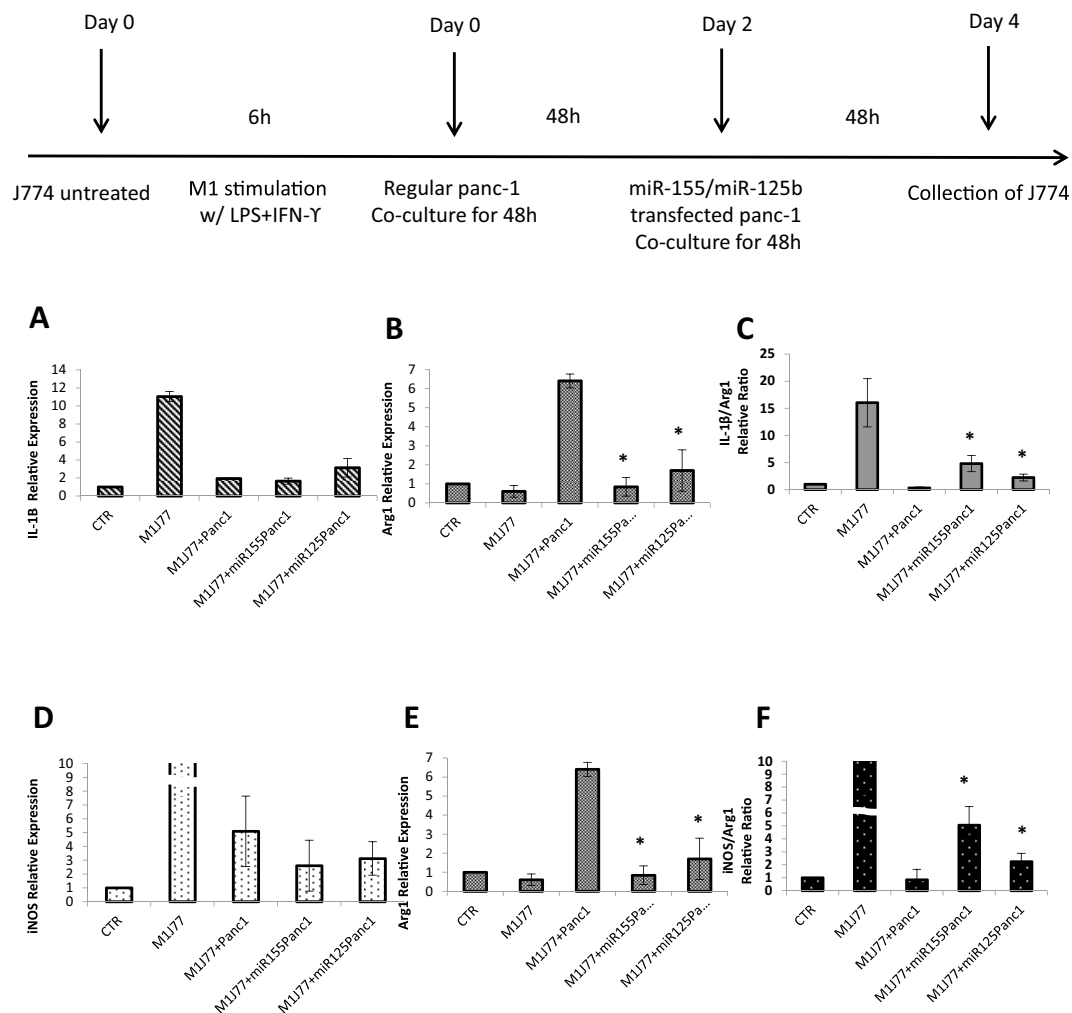 Day 0
Day 0
Day 2
Day 4
6h
48h
48h
J774 untreated
M1 stimulation
w/ LPS+IFN-ϒ
Regular panc-1
Co-culture for 48h
miR-155/miR-125b
transfected panc-1
Co-culture for 48h
Collection of J774
A
IL-1B Relative Expression
14
12
10
8
6
4
2
0
CTR
M1J77
M1J77+Panc1
M1J77+miR155Panc1
M1J77+miR125Panc1
B
Arg1 Relative Expression
7
6
5
4
3
2
1
0
*
*
CTR
M1J77
M1J77+Panc1
M1J77+miR155Pa...
M1J77+miR125Pa...
C
IL-1β/Arg1
Relative Ratio
25
20
15
10
5
0
*
*
CTR
M1J77
M1J77+Panc1
M1J77+miR155Panc1
M1J77+miR125Panc1
D
iNOS Relative Expression
10
8
7
6
5
4
3
2
1
0
CTR
M1J77
M1J77+Panc1
M1J77+miR155Panc1
M1J77+miR125Panc1
E
Arg1 Relative Expression
7
6
5
4
3
2
1
0
*
*
CTR
M1J77
M1J77+Panc1
M1J77+miR155Pa...
M1J77+miR125Pa...
F
iNOS/Arg1
Relative Ratio
10
8
7
6
5
4
3
2
1
0
*
*
CTR
M1J77
M1J77+Panc1
M1J77+miR155Panc1
M1J77+miR125Panc1